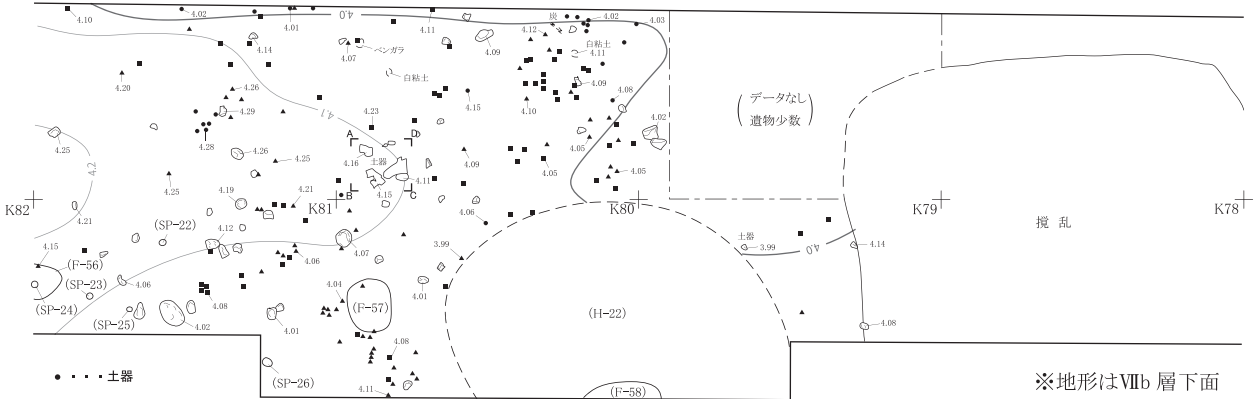 4.10
4.02
4.01
4.0
4.11
炭
4.02
4.03
4.12
4.14
4.07
ベンガラ
4.09
白粘土
4.11
4.20
白粘土
4.26
4.09
4.08
4.29
4.15
4.10
データなし
遺物少数
4.1
4.23
4.02
4.25
4.28
A
D
4.26
4.25
4.16
土器
4.09
4.05
4.05
4.05
4.2
4.25
4.19
4.21
4.11
B
4.15
C
K82
4.21
K81
K80
K79
K78
(SP-22)
4.12
4.06
撹 乱
4.15
4.07
3.99
土器
3.99
4.0
4.14
(F-56)
4.06
(SP-23)
4.06
4.04
4.01
(SP-24)
4.08
(F-57)
(H-22)
(SP-25)
4.02
4.01
4.08
4.08
● ・・・土器
(SP-26)
4.11
(F-58)
※地形はⅦb 層下面